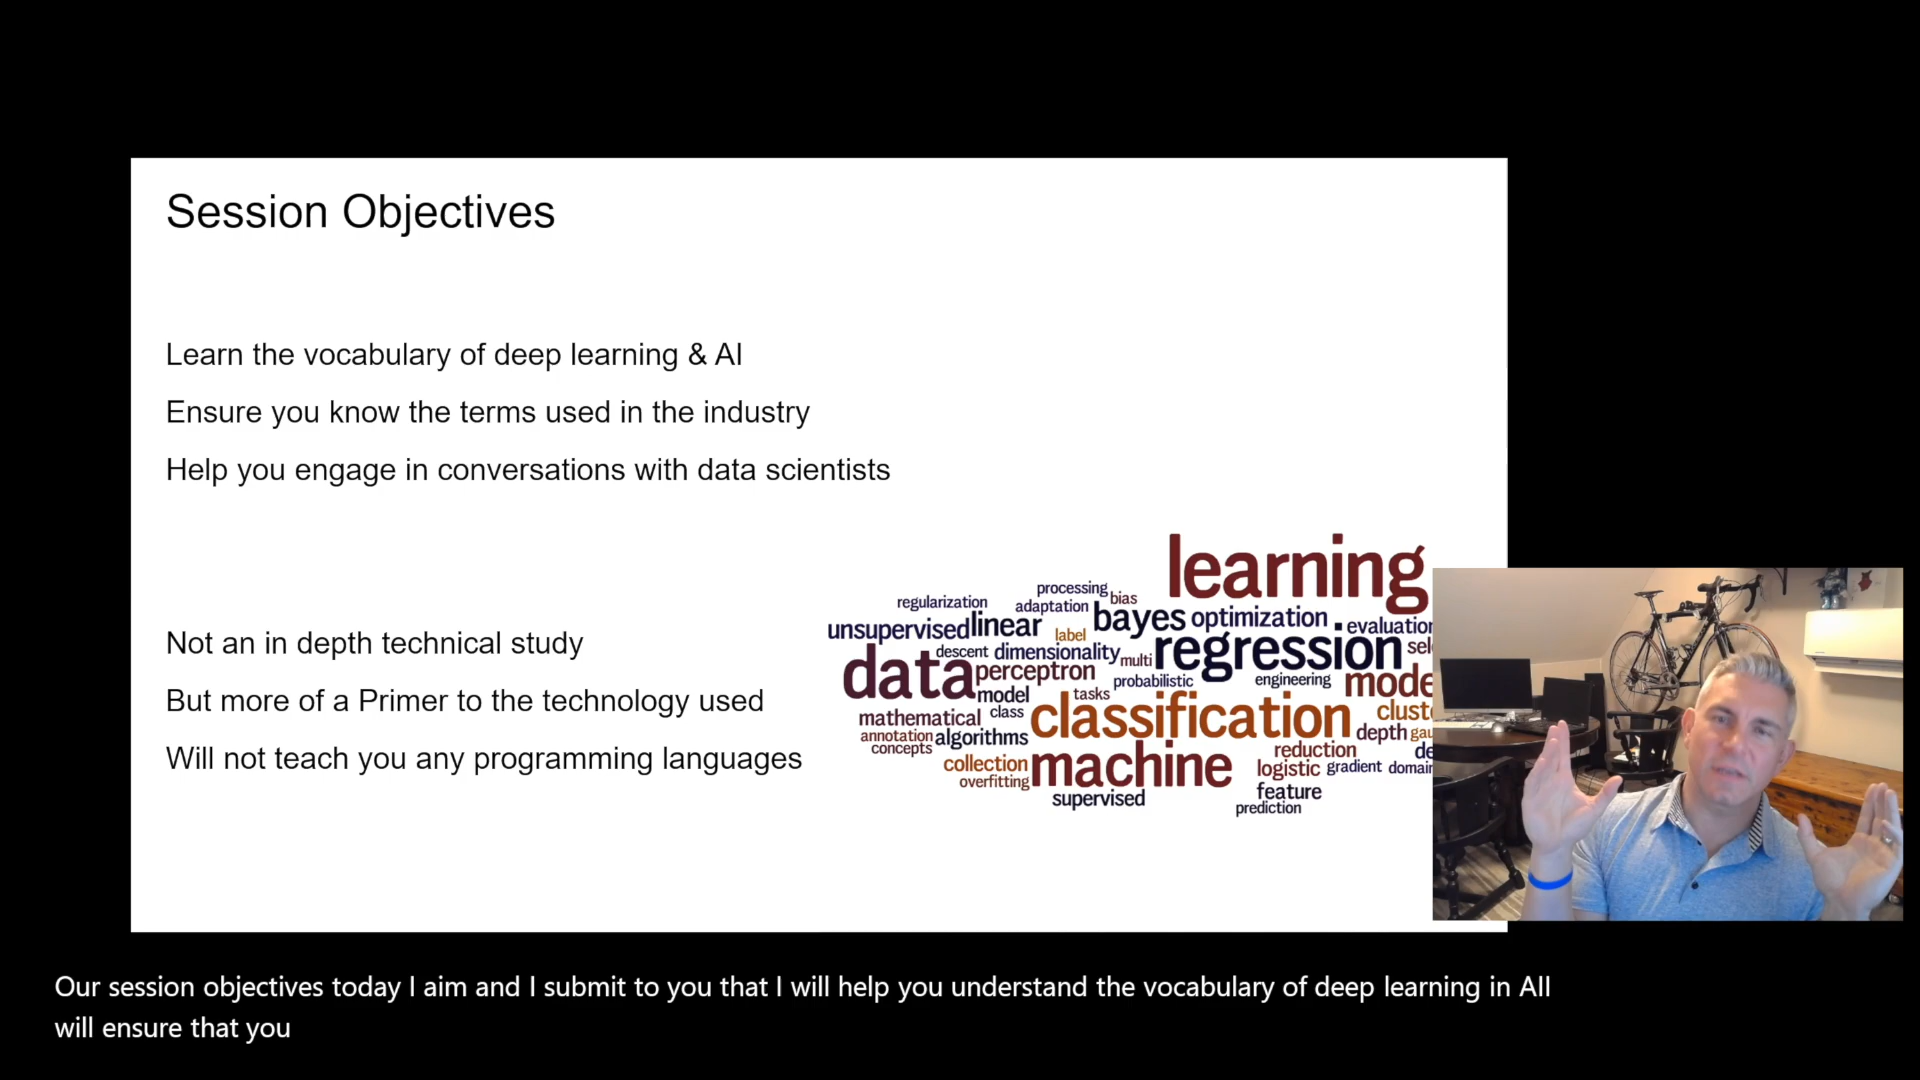 Session Objectives
Learn the vocabulary of deep learning & AI
Ensure you know the terms used in the industry
Help you engage in conversations with data scientists
Not an in depth technical study
But more of a Primer to the technology used
Will not teach you any programming languages
learning
processing
bias
regularization
adaptation
bayes optimization
unsupervised linear
label
evaluation
descent dimensionality
multi
regression
data
perceptron
probabilistic
engineering
model
tasks
mathematical
class
classification
annotation
algorithms
depth
concepts
reduction
collection
machine
logistic gradient domain
overfitting
feature
supervised
prediction
Our session objectives today I aim and I submit to you that I will help you understand the vocabulary of deep learning in AII
will ensure that you